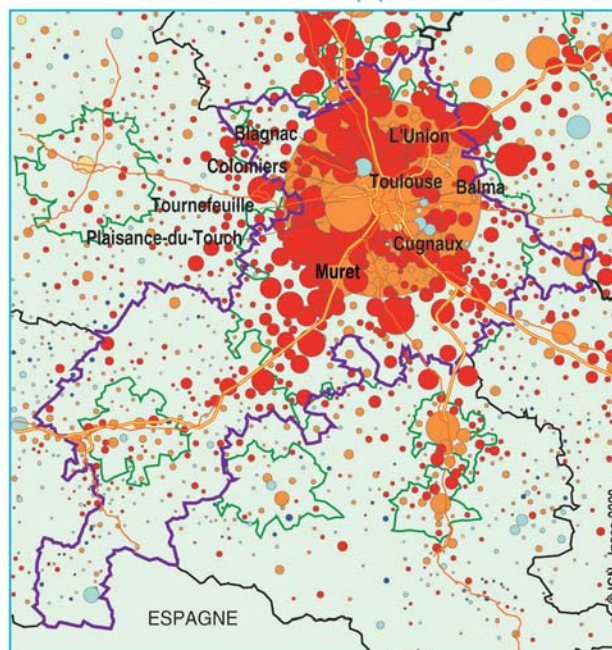 Blagnac
L'Union
Colomiers
Toulouse
Balma
Tournefeuille
Plaisance-du-Touch
Cugnaux
Muret
ESPAGNE